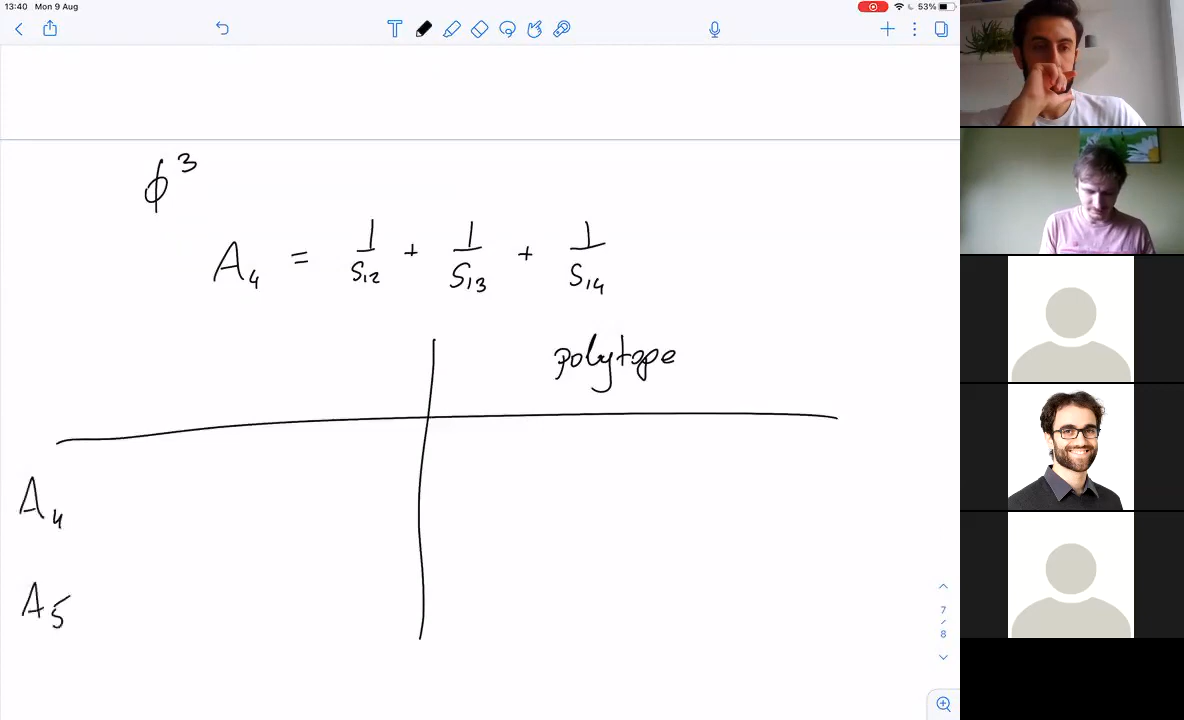 13:40 Mon 9 Aug
53%
T
ϕ³
A₄ = 1/S₁₂ + 1/S₁₃ + 1/S₁₄
polytope
A₄
A₅
7
/
8